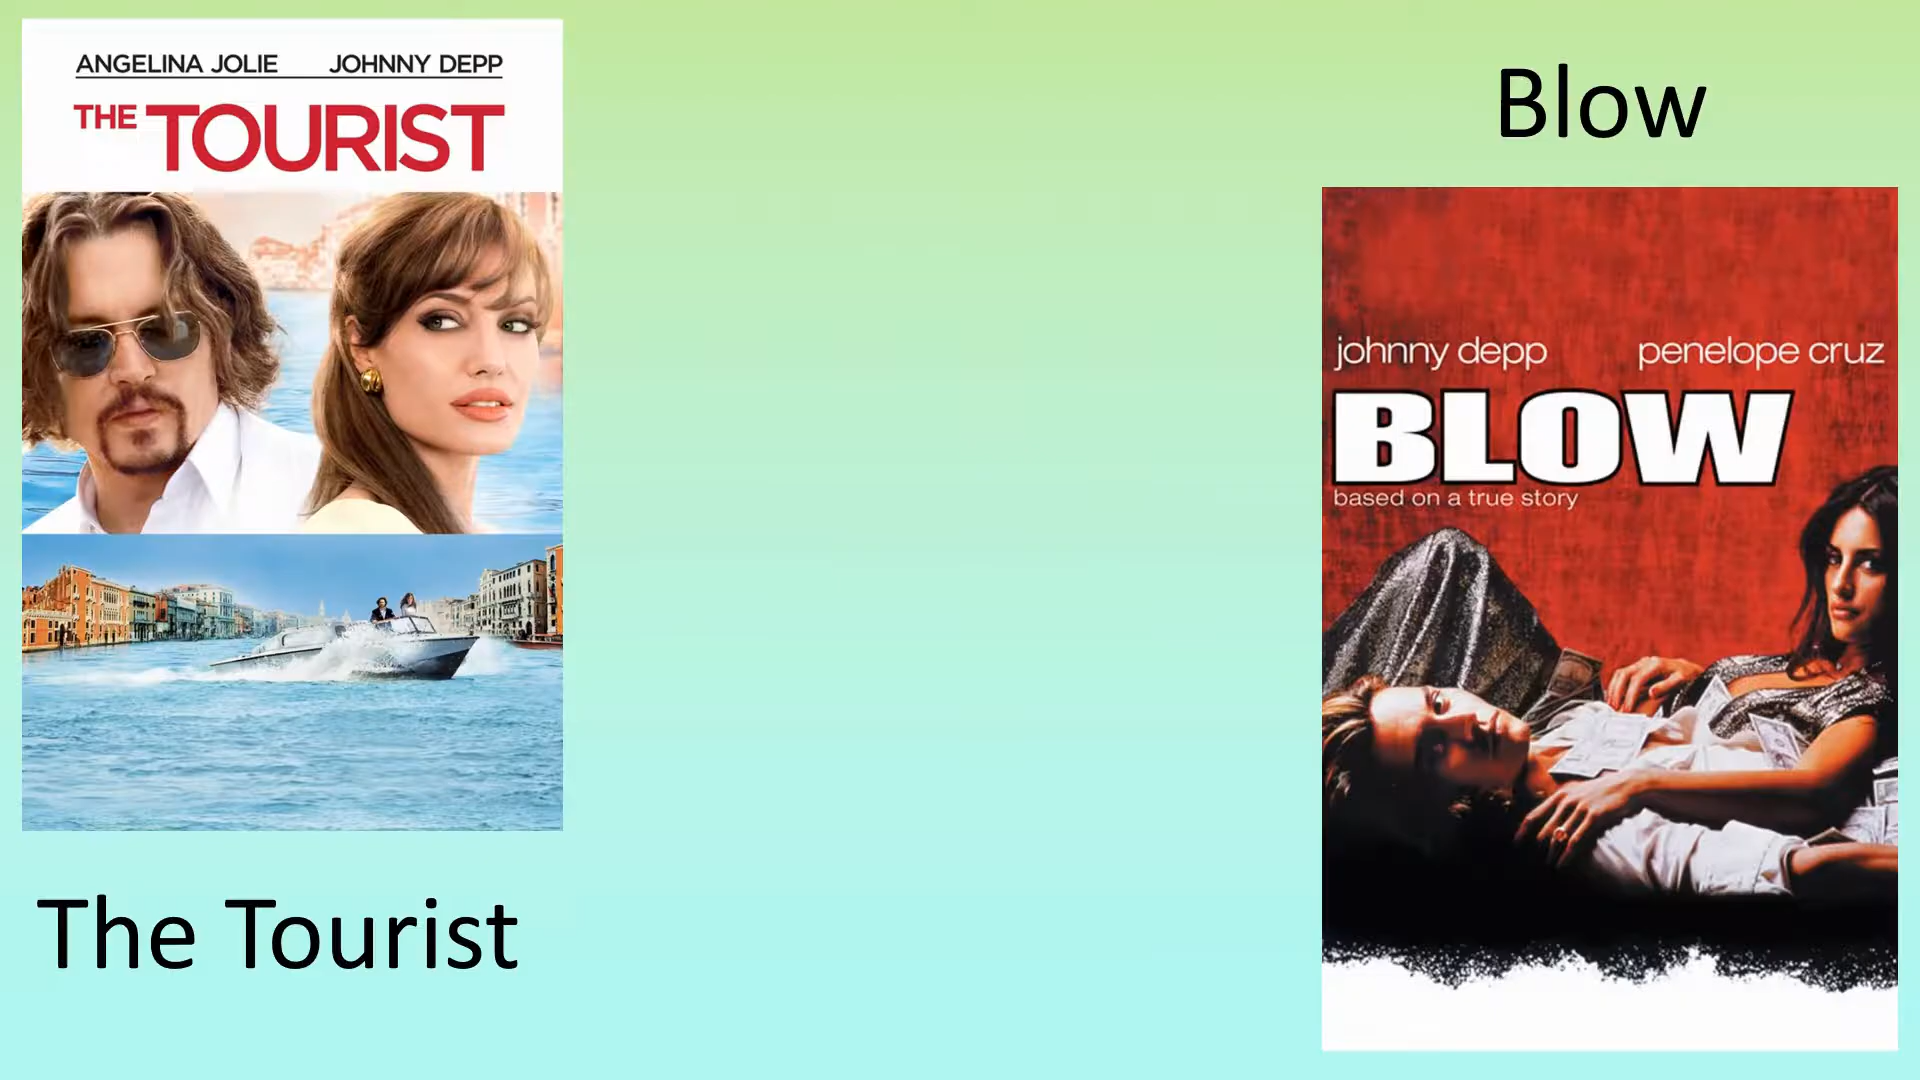 ANGELINA JOLIE JOHNNY DEPP
THE TOURIST
The Tourist
Blow
johnny depp penelope cruz
BLOW
based on a true story